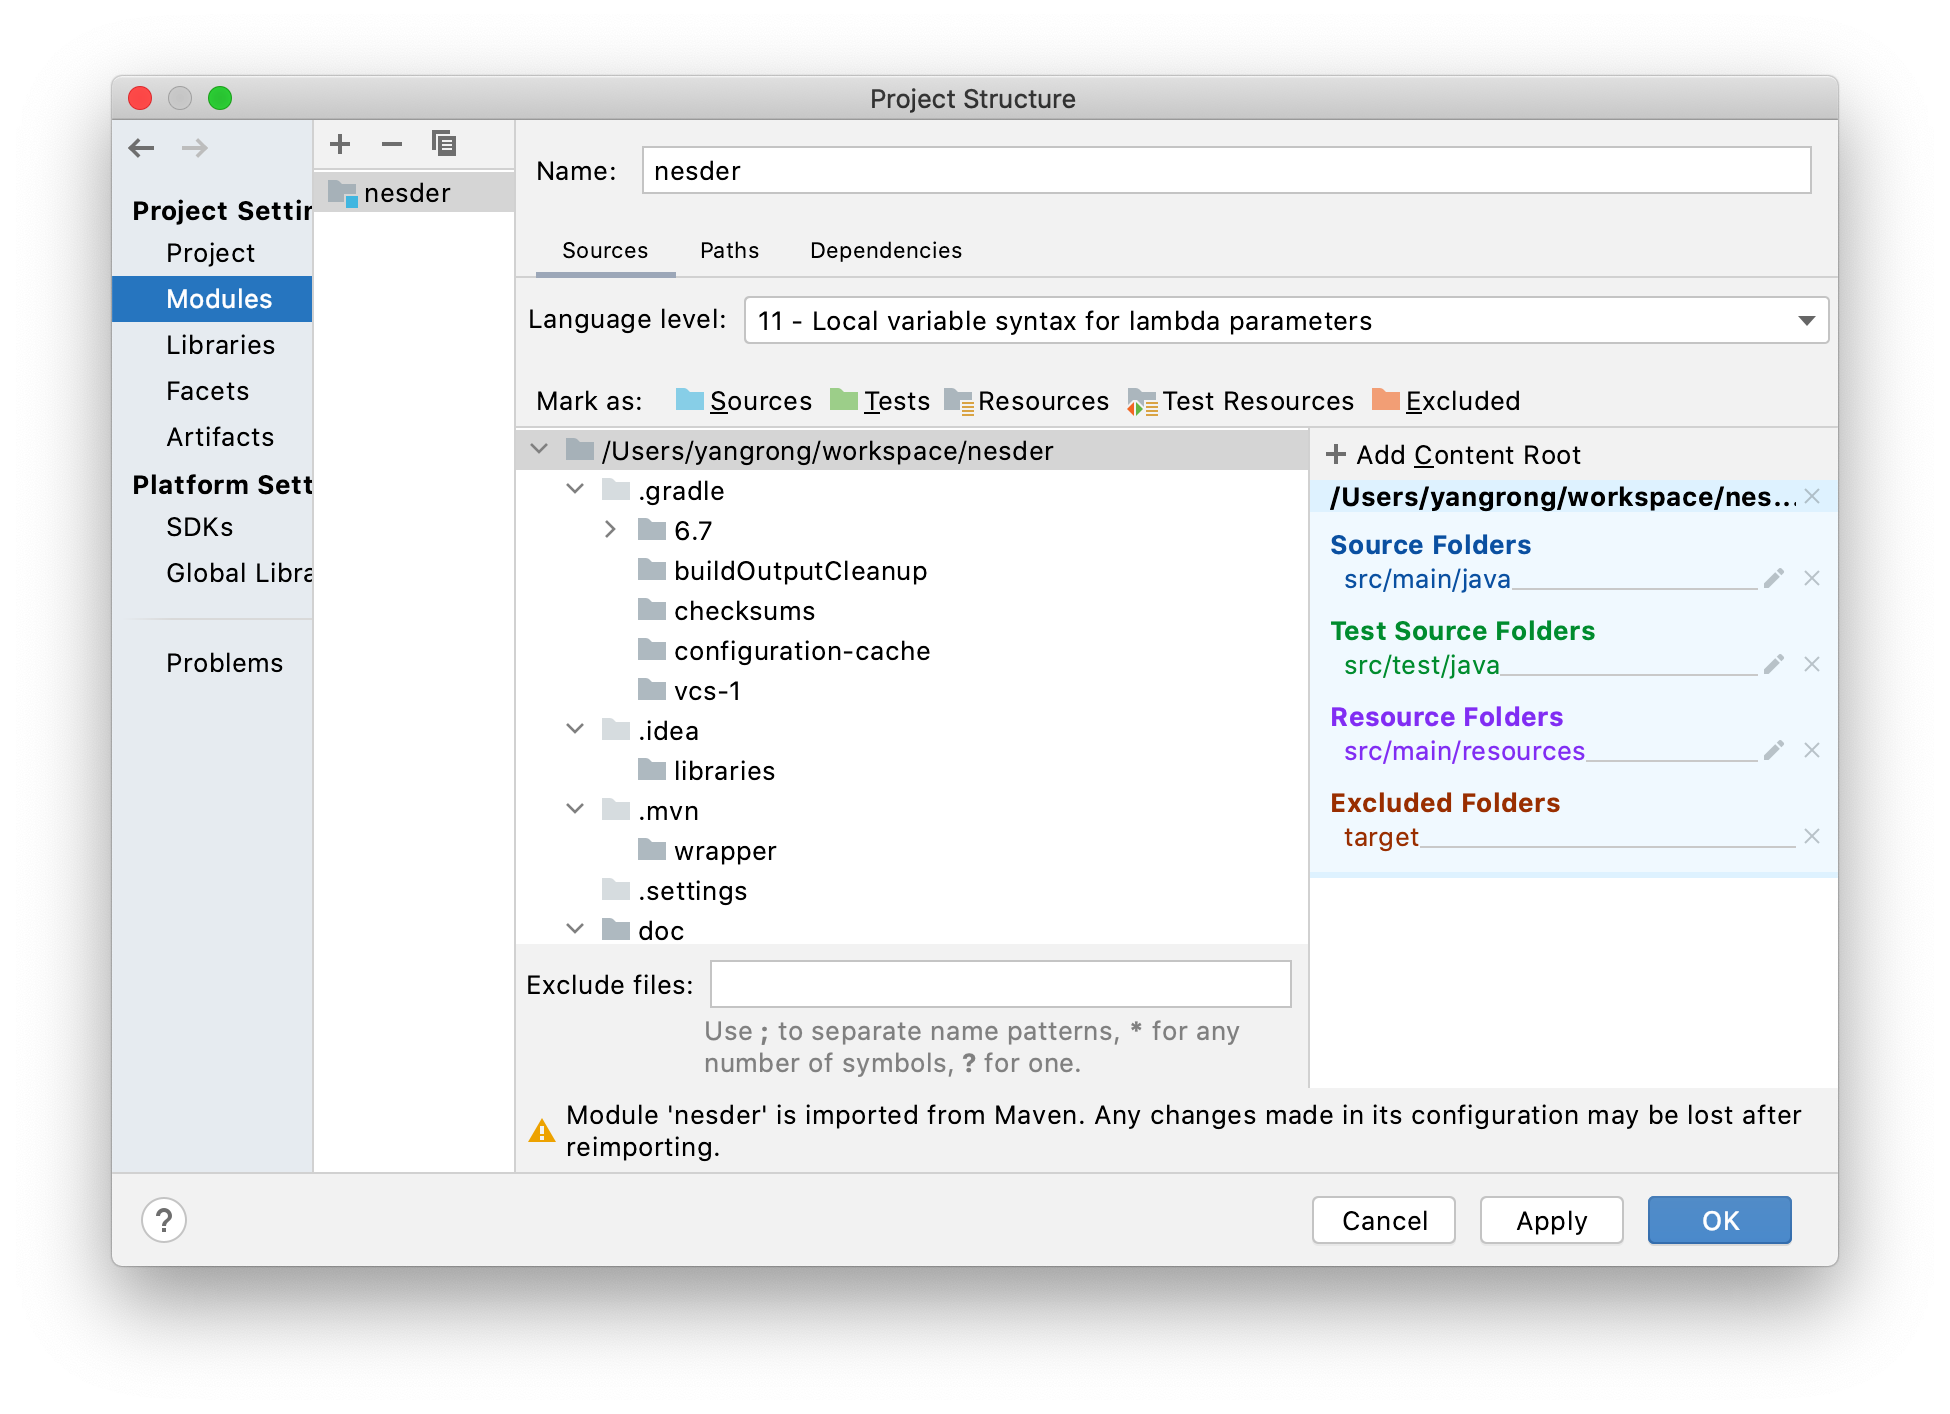 Project Structure
Project Settin
Project
Modules
Libraries
Facets
Artifacts
Platform Sett
SDKs
Global Libra
Problems
nesder
Name: nesder
Sources Paths Dependencies
Language level: 11 - Local variable syntax for lambda parameters
Mark as: Sources Tests Resources Test Resources Excluded
/Users/yangrong/workspace/nesder
.gradle
6.7
buildOutputCleanup
checksums
configuration-cache
vcs-1
.idea
libraries
.mvn
wrapper
.settings
doc
Add Content Root
/Users/yangrong/workspace/nes...
Source Folders
src/main/java
Test Source Folders
src/test/java
Resource Folders
src/main/resources
Excluded Folders
target
Exclude files:
Use ; to separate name patterns, * for any
number of symbols, ? for one.
Module 'nesder' is imported from Maven. Any changes made in its configuration may be lost after
reimporting.
? Cancel Apply OK